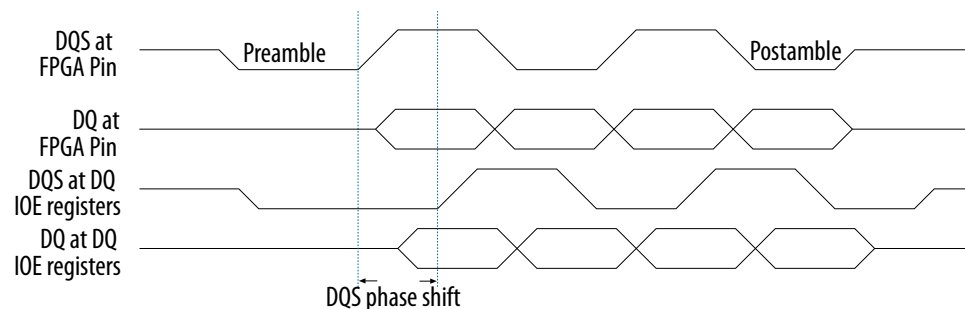 DQS at
FPGA Pin
Preamble
Postamble
DQ at
FPGA Pin
DQS at DQ
IOE registers
DQ at DQ
IOE registers
DQS phase shift